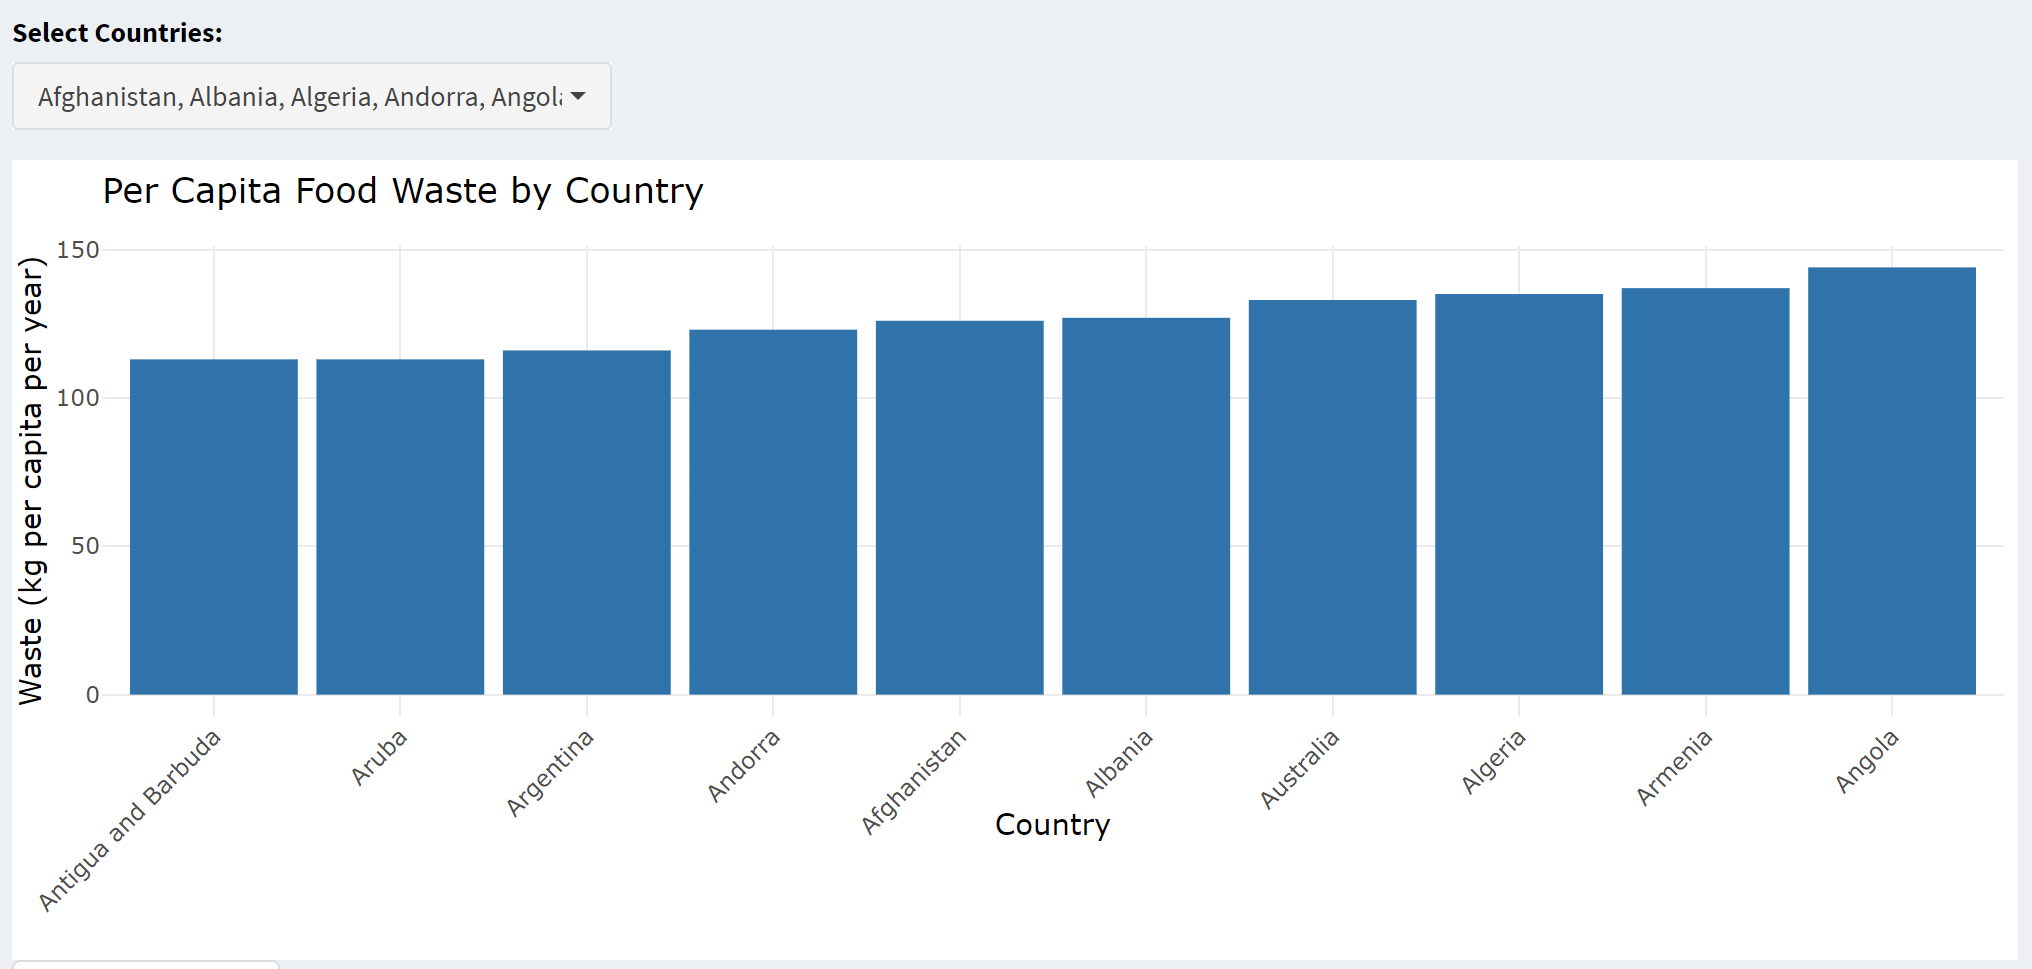 Select Countries:
Afghanistan, Albania, Algeria, Andorra,
Per Capita Food Waste by Country
Waste (kg per capita per year)
150
100
50
0
Antigua and Barbuda
Aruba
Argentina
Andorra
Afghanistan
Albania
Australia
Algeria
Armenia
Angola
Country